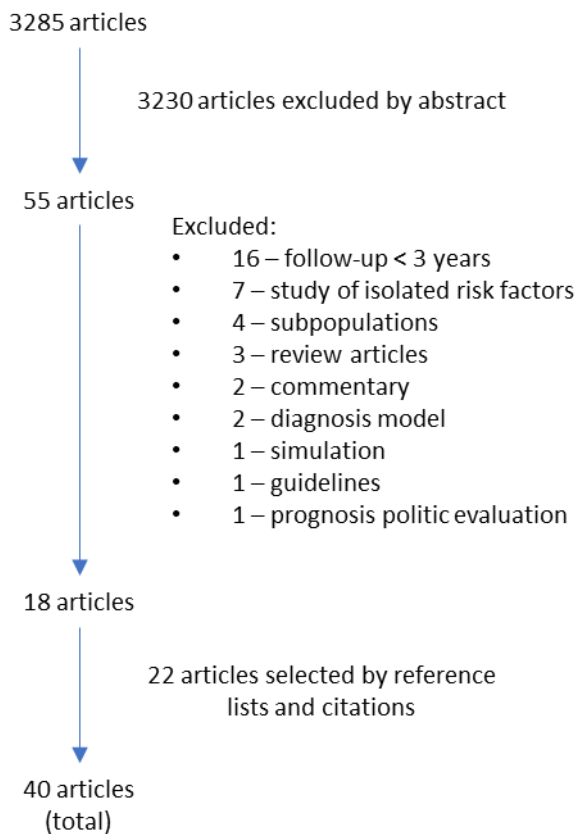 3285 articles
3230 articles excluded by abstract
55 articles
Excluded:
• 16 – follow-up < 3 years
• 7 – study of isolated risk factors
• 4 – subpopulations
• 3 – review articles
• 2 – commentary
• 2 – diagnosis model
• 1 – simulation
• 1 – guidelines
• 1 – prognosis politic evaluation
18 articles
22 articles selected by reference
lists and citations
40 articles
(total)